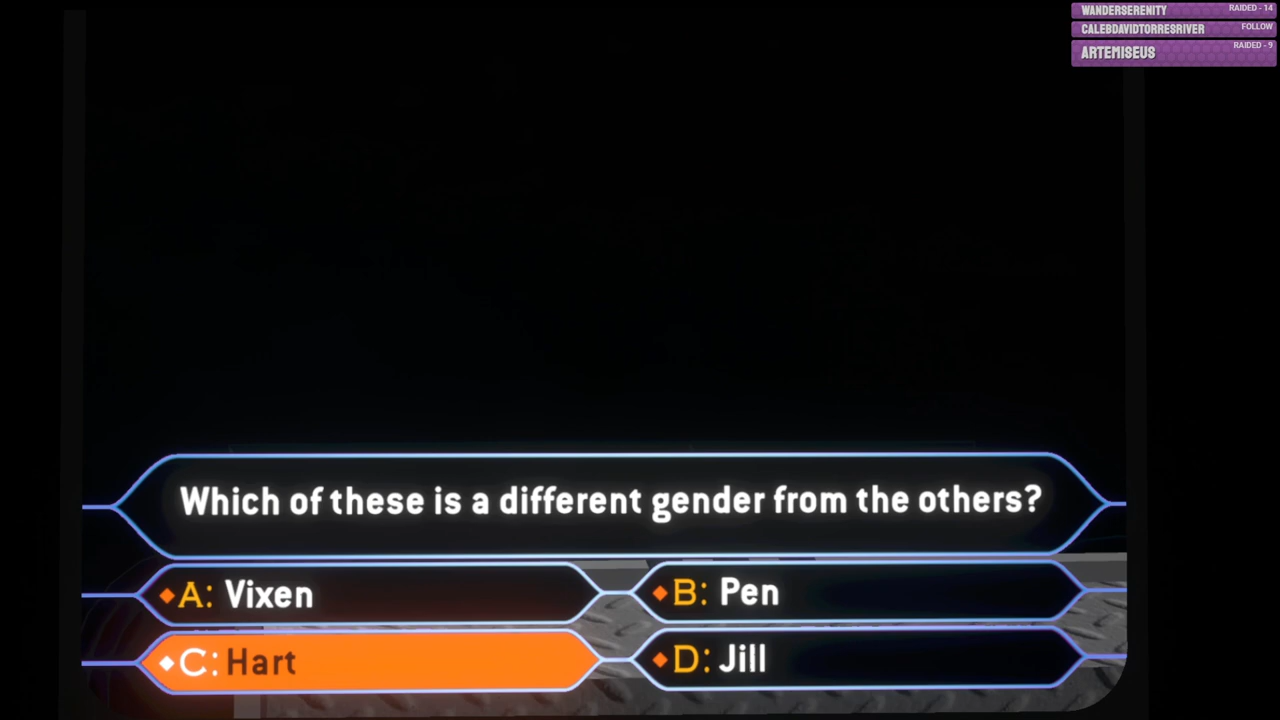 WANDERSERENITY RAIDED - 14
CALEBDAVIDTORRESRIVER FOLLOW
ARTEMISEUS RAIDED - 9
Which of these is a different gender from the others?
A: Vixen
B: Pen
C: Hart
D: Jill